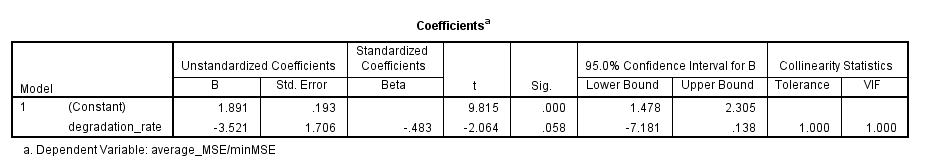 Coefficientsa
Unstandardized Coefficients Standardized Coefficients 95.0% Confidence Interval for B Collinearity Statistics
Model B Std. Error Beta t Sig. Lower Bound Upper Bound Tolerance VIF
1 (Constant) 1.891 .193 9.815 .000 1.478 2.305
degradation_rate -3.521 1.706 -.483 -2.064 .058 -7.181 .138 1.000 1.000
a. Dependent Variable: average_MSE/minMSE